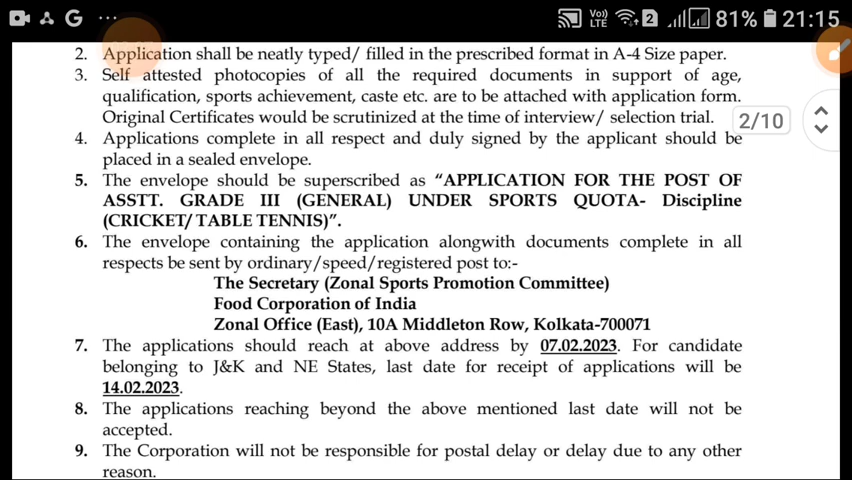 G ... Vo) LTE 2 81% 21:15
2. Application shall be neatly typed/ filled in the prescribed format in A-4 Size paper.
3. Self attested photocopies of all the required documents in support of age,
qualification, sports achievement, caste etc. are to be attached with application form.
Original Certificates would be scrutinized at the time of interview/ selection trial.
2/10
4. Applications complete in all respect and duly signed by the applicant should be
placed in a sealed envelope.
5. The envelope should be superscribed as “APPLICATION FOR THE POST OF
ASSTT. GRADE III (GENERAL) UNDER SPORTS QUOTA- Discipline
(CRICKET/ TABLE TENNIS)”.
6. The envelope containing the application alongwith documents complete in all
respects be sent by ordinary/speed/registered post to:-
The Secretary (Zonal Sports Promotion Committee)
Food Corporation of India
Zonal Office (East), 10A Middleton Row, Kolkata-700071
7. The applications should reach at above address by 07.02.2023. For candidate
belonging to J&K and NE States, last date for receipt of applications will be
14.02.2023.
8. The applications reaching beyond the above mentioned last date will not be
accepted.
9. The Corporation will not be responsible for postal delay or delay due to any other
reason.